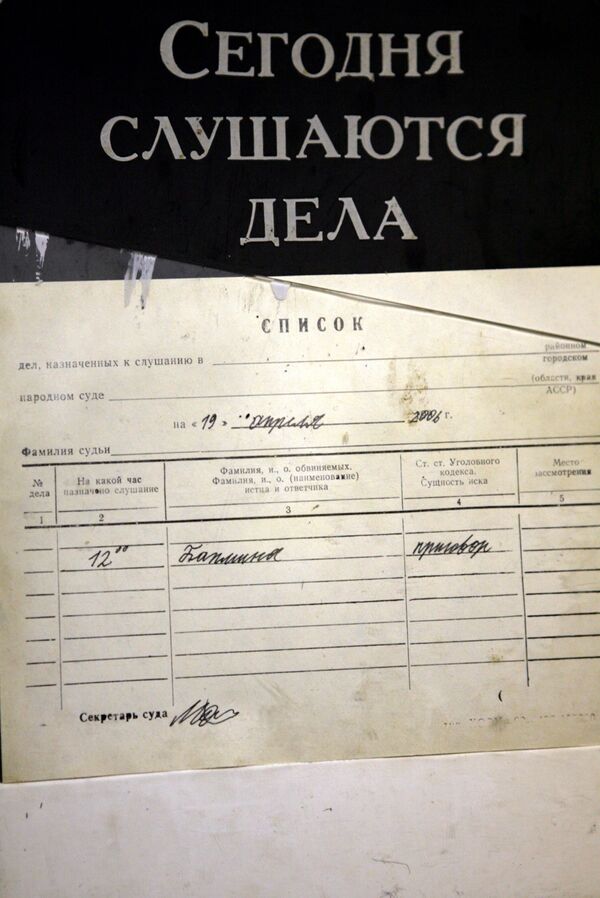 СЕГОДНЯ
СЛУШАЮТСЯ
ДЕЛА
СПИСОК
дел, назначенных к слушанию в
районном
городском
народном суде
(области, края
АССР)
на « 19 » апреля 2006 г.
Фамилия судьи
№ дела
На какой час назначено слушание
Фамилия, и., о. обвиняемых.
Фамилия, и., о. (наименование)
истца и ответчика
Ст. ст. Уголовного
кодекса.
Сущность иска
Место
рассмотрения
1 2 3 4 5
12 00 приговор
Секретарь суда